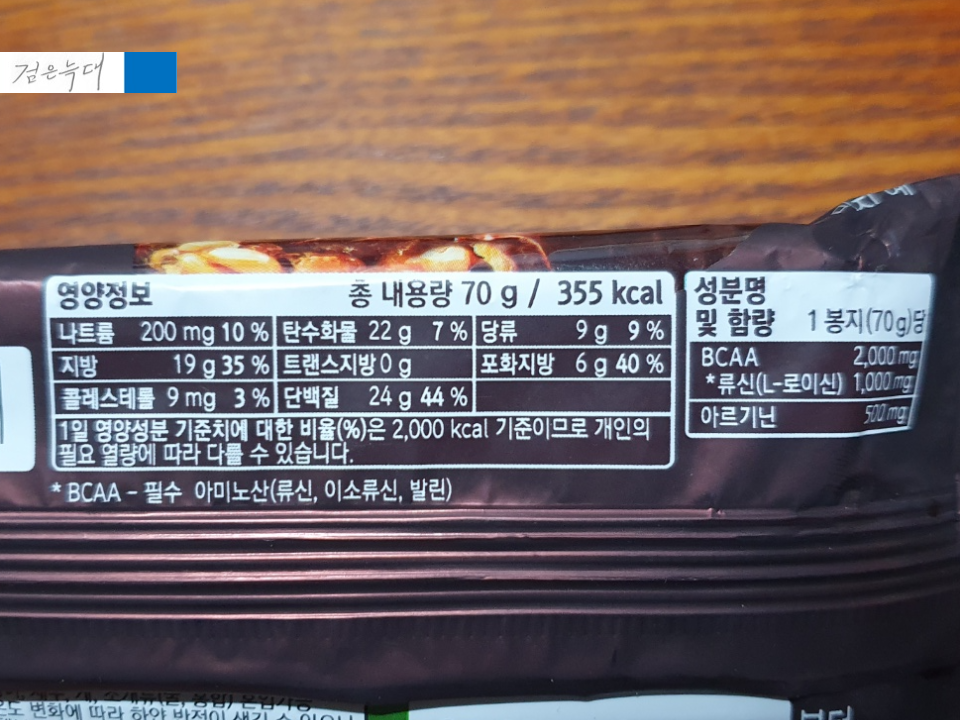 검은늑대
영양정보 총 내용량 70 g / 355 kcal
나트륨 200 mg 10 % 탄수화물 22 g 7 % 당류 9 g 9 %
지방 19 g 35 % 트랜스지방 0 g 포화지방 6 g 40 %
콜레스테롤 9 mg 3 % 단백질 24 g 44 %
1일 영양성분 기준치에 대한 비율(%)은 2,000 kcal 기준이므로 개인의
필요 열량에 따라 다를 수 있습니다.
* BCAA - 필수 아미노산(류신, 이소류신, 발린)
성분명
및 함량 1 봉지(70g)당
BCAA 2,000 mg
*류신(L-로이신) 1,000 mg
아르기닌 500 mg
변화에 따라